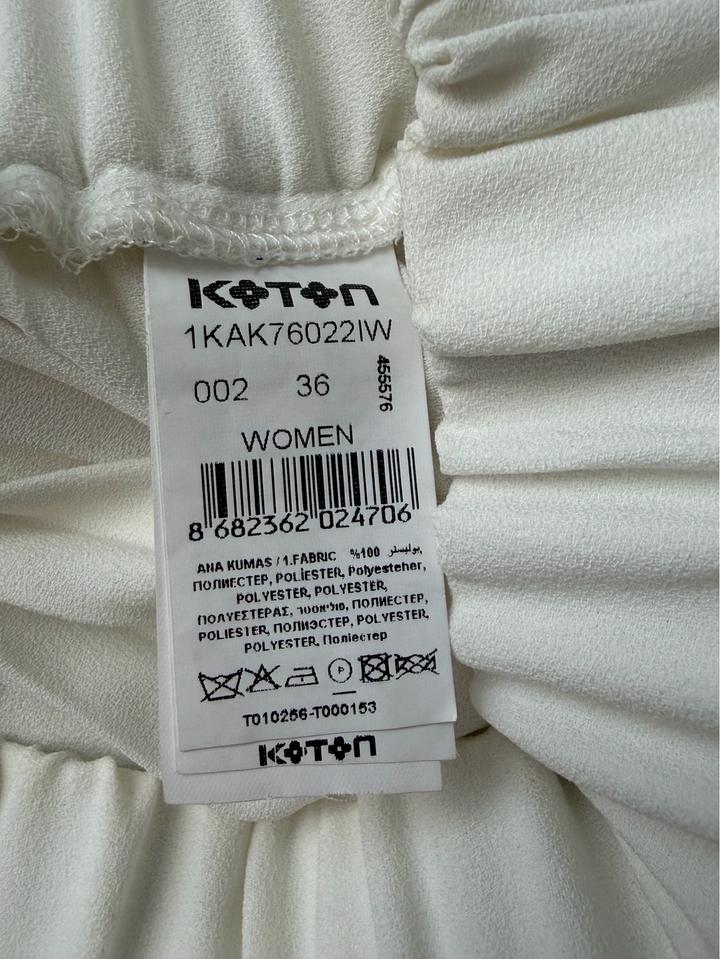 KOTON
1KAK76022IW
002 36
455576
WOMEN
8 682362 024706
ANA KUMAS / 1.FABRIC %100 بوليستر,
ПОЛИЕСТЕР, POLİESTER, Polyesteher,
POLYESTER, POLYESTER,
ΠΟΛΥΕΣΤΕΡΑΣ, פוליאסטר, ПОЛИЕСТЕР,
POLIESTER, ПОЛИЭСТЕР, POLYESTER,
POLYESTER, Поліестер
P
T010256-T000153
KOTON